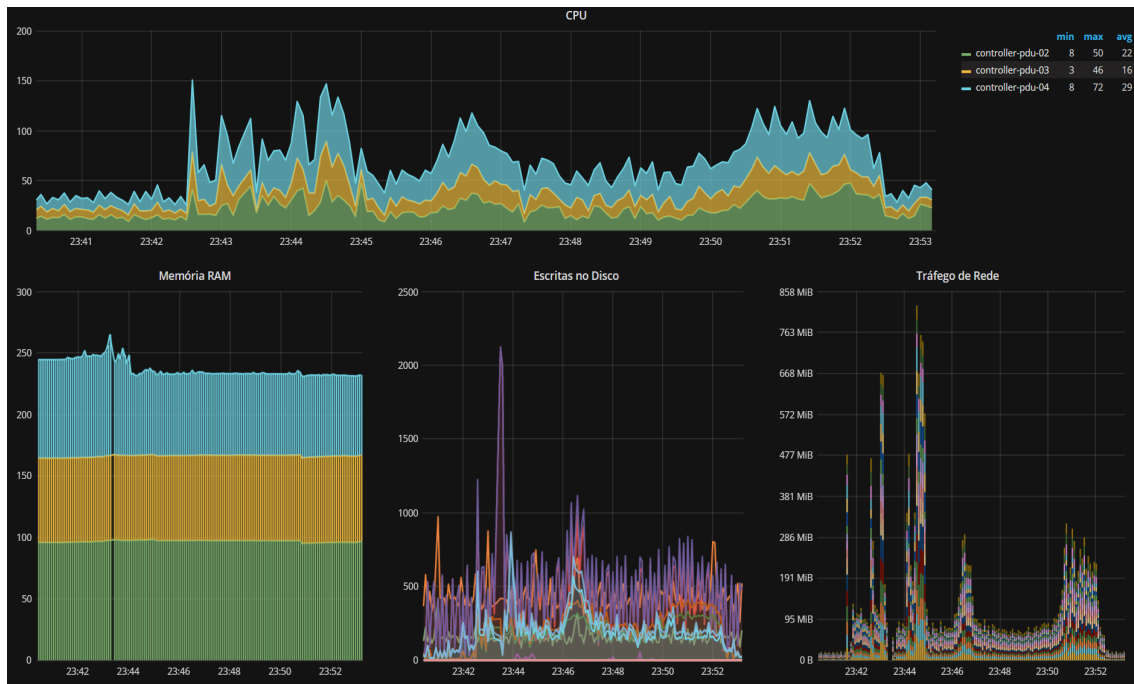 CPU
200
150
100
50
0
23:41 23:42 23:43 23:44 23:45 23:46 23:47 23:48 23:49 23:50 23:51 23:52 23:53
min max avg
controller-pdu-02 8 50 22
controller-pdu-03 3 46 16
controller-pdu-04 8 72 29
Memória RAM
300
250
200
150
100
50
0
23:42 23:44 23:46 23:48 23:50 23:52
Escritas no Disco
2500
2000
1500
1000
500
0
23:42 23:44 23:46 23:48 23:50 23:52
Tráfego de Rede
858 MiB
763 MiB
668 MiB
572 MiB
477 MiB
381 MiB
286 MiB
191 MiB
95 MiB
0 B
23:42 23:44 23:46 23:48 23:50 23:52